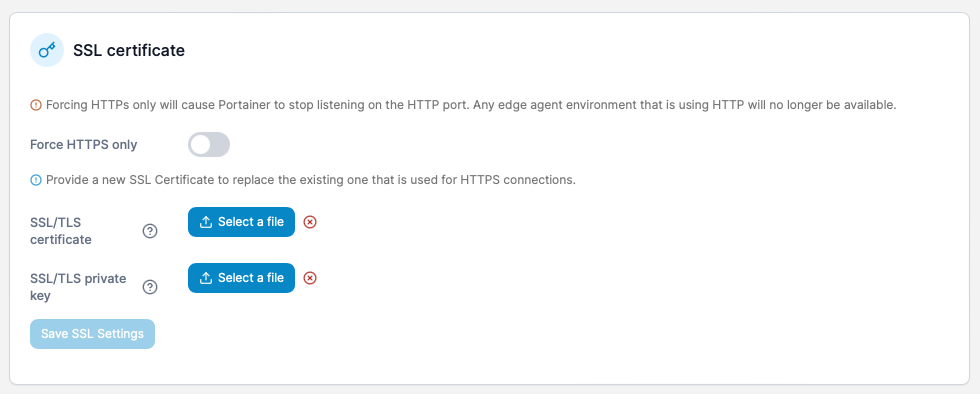 SSL certificate
Forcing HTTPs only will cause Portainer to stop listening on the HTTP port. Any edge agent environment that is using HTTP will no longer be available.
Force HTTPS only
Provide a new SSL Certificate to replace the existing one that is used for HTTPS connections.
SSL/TLS
certificate
Select a file
SSL/TLS private
key
Select a file
Save SSL Settings